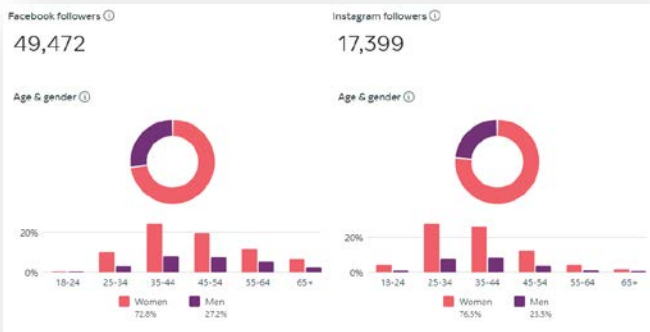 Facebook followers
49,472
Age & gender
20%
0%
18-24 25-34 35-44 45-54 55-64 65+
Women Men
72.8% 27.2%
Instagram followers
17,399
Age & gender
20%
0%
18-24 25-34 35-44 45-54 55-64 65+
Women Men
76.5% 23.5%